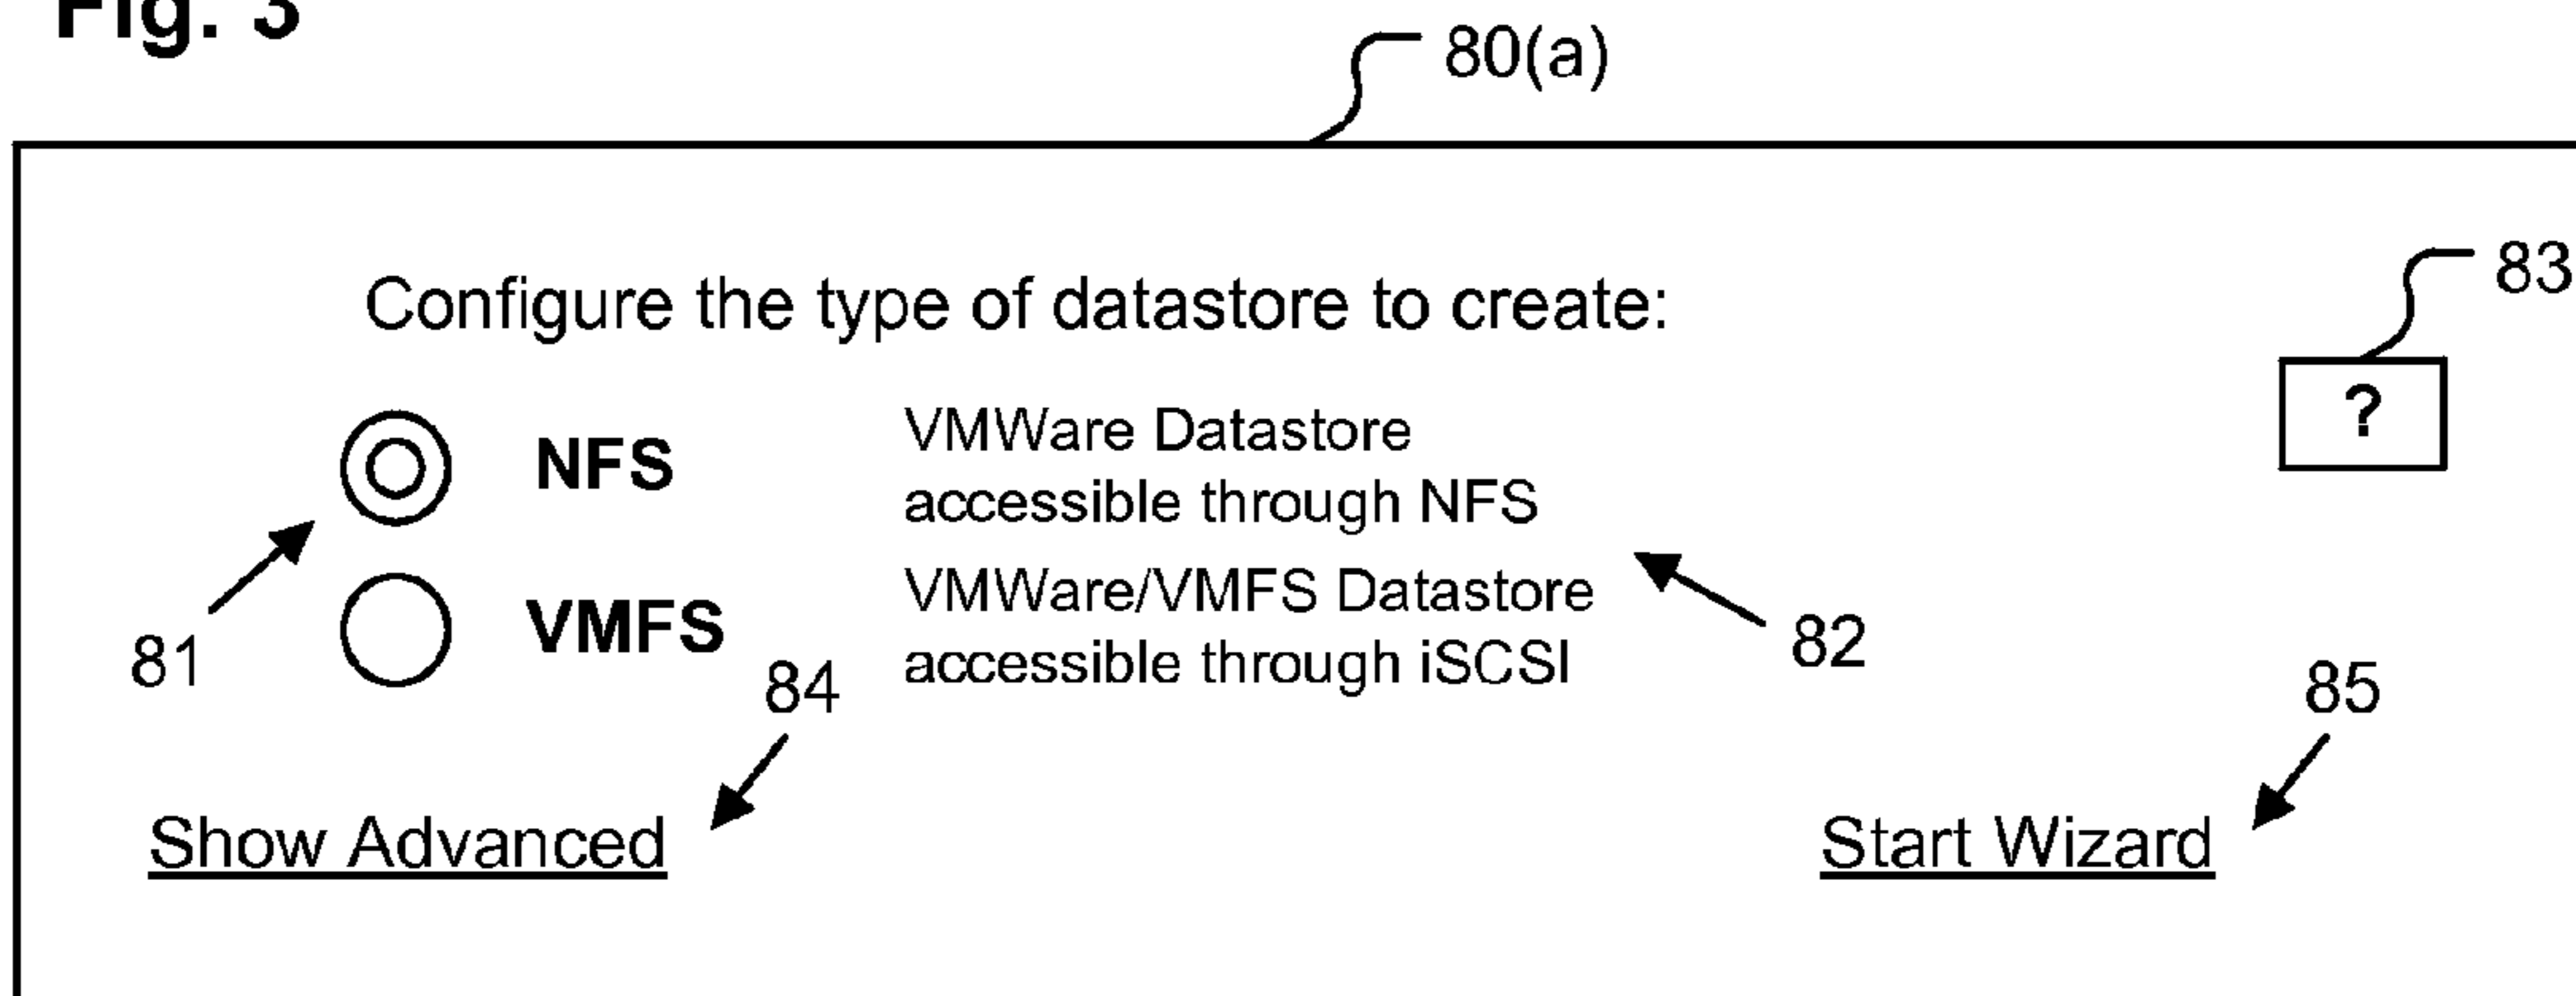 Fig. 3
80(a)
83
Configure the type of datastore to create:
?
NFS
VMWare Datastore
accessible through NFS
VMFS
VMWare/VMFS Datastore
accessible through iSCSI
81
82
84
85
Show Advanced
Start Wizard